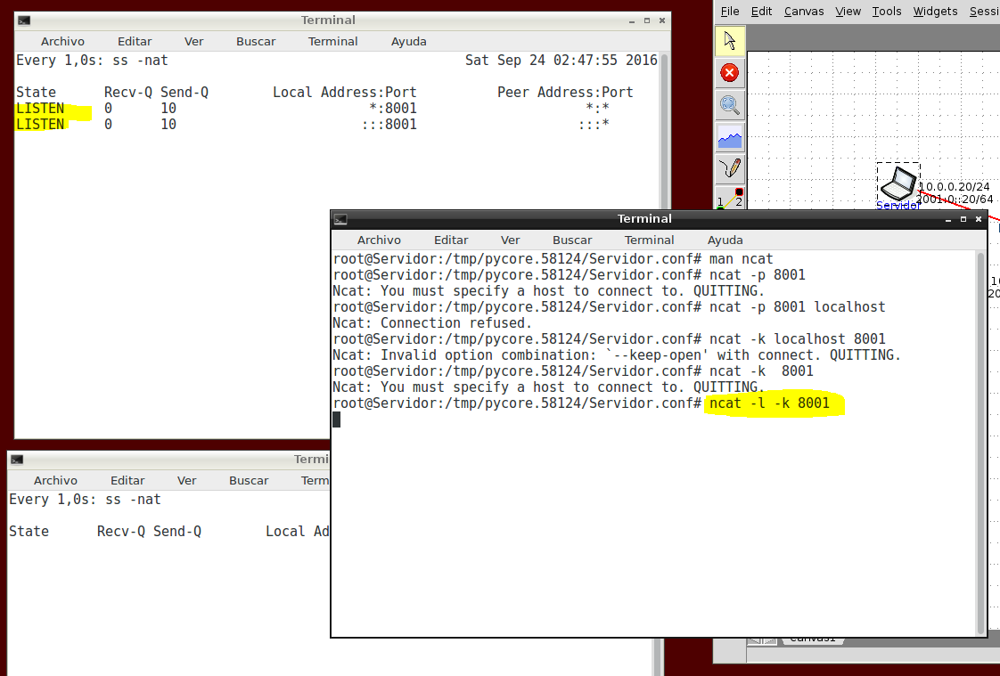 Terminal
Archivo Editar Ver Buscar Terminal Ayuda
Every 1,0s: ss -nat Sat Sep 24 02:47:55 2016
State Recv-Q Send-Q Local Address:Port Peer Address:Port
LISTEN 0 10 *:8001 *:*
LISTEN 0 10 :::8001 :::*
File Edit Canvas View Tools Widgets Sessi
1 2
10.0.0.20/24
2001:0::20/64
Servidor
Terminal
Archivo Editar Ver Buscar Terminal Ayuda
root@Servidor:/tmp/pycore.58124/Servidor.conf# man ncat
root@Servidor:/tmp/pycore.58124/Servidor.conf# ncat -p 8001
Ncat: You must specify a host to connect to. QUITTING.
root@Servidor:/tmp/pycore.58124/Servidor.conf# ncat -p 8001 localhost
Ncat: Connection refused.
root@Servidor:/tmp/pycore.58124/Servidor.conf# ncat -k localhost 8001
Ncat: Invalid option combination: `--keep-open' with connect. QUITTING.
root@Servidor:/tmp/pycore.58124/Servidor.conf# ncat -k  8001
Ncat: You must specify a host to connect to. QUITTING.
root@Servidor:/tmp/pycore.58124/Servidor.conf# ncat -l -k 8001
Termi
Archivo Editar Ver Buscar Term
Every 1,0s: ss -nat
State Recv-Q Send-Q Local Ad
Canvas1